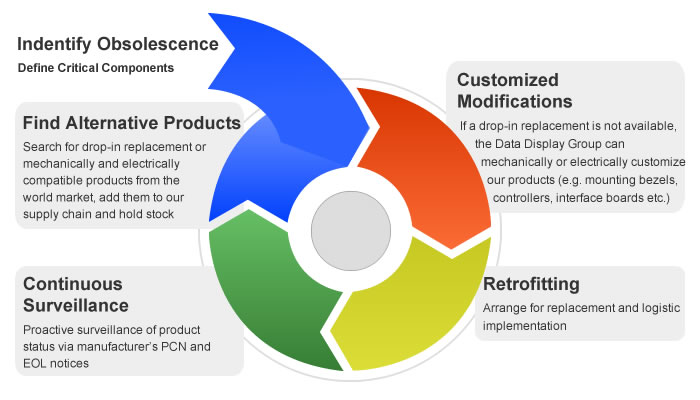 Indentify Obsolescence
Define Critical Components
Find Alternative Products
Search for drop-in replacement or
mechanically and electrically
compatible products from the
world market, add them to our
supply chain and hold stock
Customized
Modifications
If a drop-in replacement is not available,
the Data Display Group can
mechanically or electrically customize
our products (e.g. mounting bezels,
controllers, interface boards etc.)
Continuous
Surveillance
Proactive surveillance of product
status via manufacturer's PCN and
EOL notices
Retrofitting
Arrange for replacement and logistic
implementation